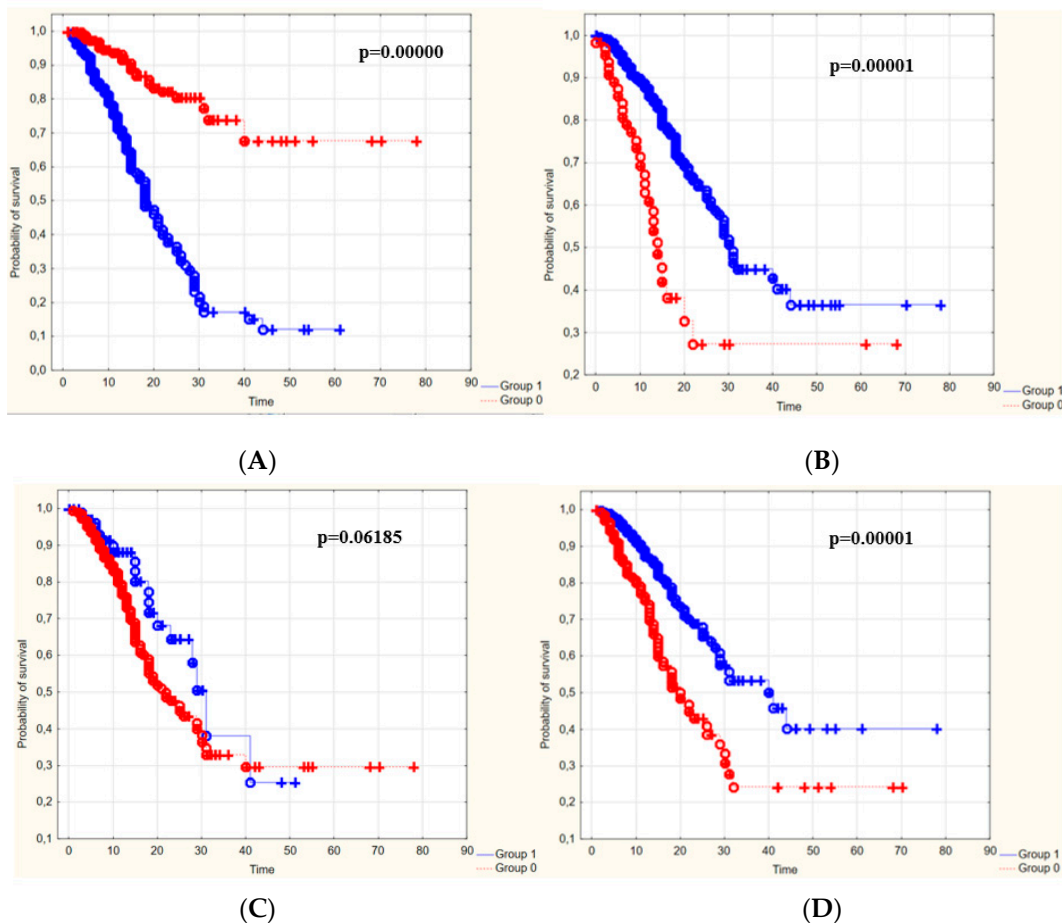 p=0.00000
Probability of survival
1,0
0,9
0,8
0,7
0,6
0,5
0,4
0,3
0,2
0,1
0,0
0 10 20 30 40 50 60 70 80 90
Time
Group 1
Group 0
(A)
p=0.00001
Probability of survival
1,0
0,9
0,8
0,7
0,6
0,5
0,4
0,3
0,2
0 10 20 30 40 50 60 70 80 90
Time
Group 1
Group 0
(B)
p=0.06185
Probability of survival
1,0
0,9
0,8
0,7
0,6
0,5
0,4
0,3
0,2
0,1
0 10 20 30 40 50 60 70 80 90
Time
Group 1
Group 0
(C)
p=0.00001
Probability of survival
1,0
0,9
0,8
0,7
0,6
0,5
0,4
0,3
0,2
0,1
0 10 20 30 40 50 60 70 80 90
Time
Group 1
Group 0
(D)